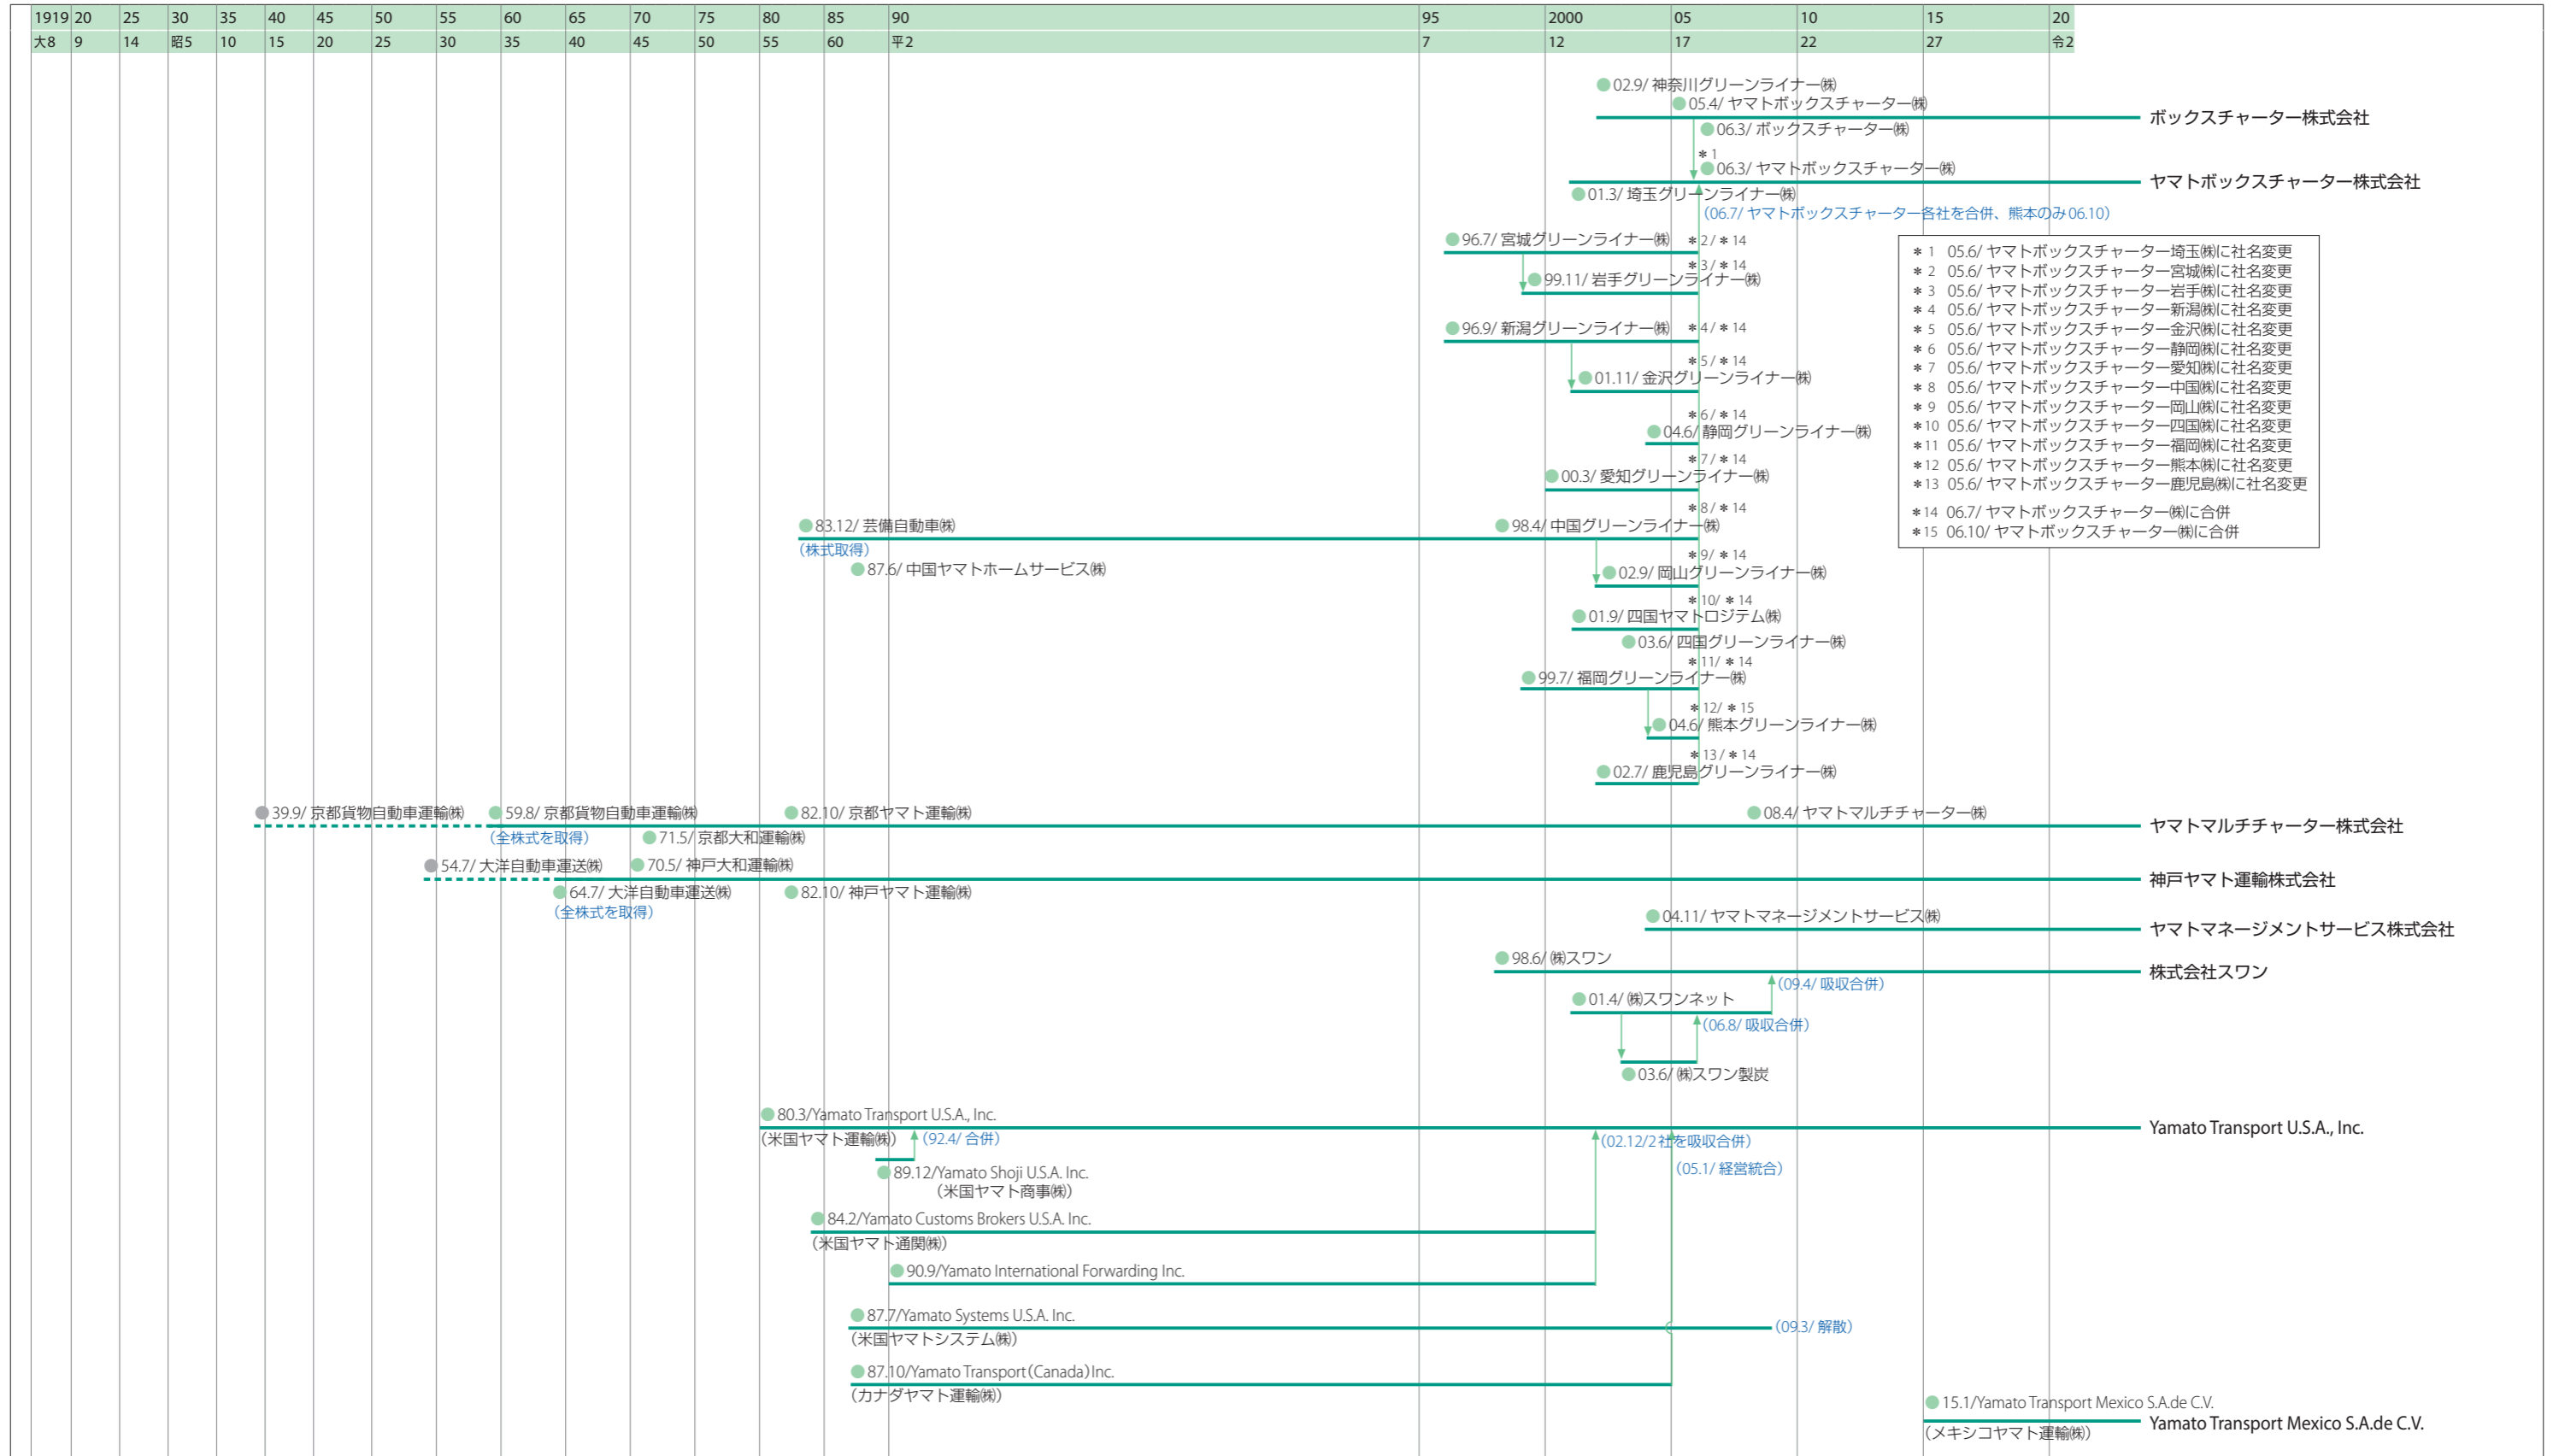 1919 20 25 30 35 40 45 50 55 60 65 70 75 80 85 90 95 2000 05 10 15 20
大8 9 14 昭5 10 15 20 25 30 35 40 45 50 55 60 平2 7 12 17 22 27 令2
02.9/ 神奈川グリーンライナー㈱
05.4/ ヤマトボックスチャーター㈱
ボックスチャーター株式会社
06.3/ ボックスチャーター㈱
＊1
06.3/ ヤマトボックスチャーター㈱
ヤマトボックスチャーター株式会社
01.3/ 埼玉グリーンライナー㈱
（06.7/ ヤマトボックスチャーター各社を合併、熊本のみ06.10）
96.7/ 宮城グリーンライナー㈱ ＊2/ ＊14
＊3/ ＊14
99.11/ 岩手グリーンライナー㈱
96.9/ 新潟グリーンライナー㈱ ＊4/ ＊14
＊5/ ＊14
01.11/ 金沢グリーンライナー㈱
＊6/ ＊14
04.6/ 静岡グリーンライナー㈱
＊7/ ＊14
00.3/ 愛知グリーンライナー㈱
＊8/ ＊14
83.12/ 芸備自動車㈱ 98.4/ 中国グリーンライナー㈱
（株式取得）
＊9/ ＊14
87.6/ 中国ヤマトホームサービス㈱ 02.9/ 岡山グリーンライナー㈱
＊10/ ＊14
01.9/ 四国ヤマトロジテム㈱
03.6/ 四国グリーンライナー㈱
＊11/ ＊14
99.7/ 福岡グリーンライナー㈱
＊12/ ＊15
04.6/ 熊本グリーンライナー㈱
＊13/ ＊14
02.7/ 鹿児島グリーンライナー㈱
＊1 05.6/ ヤマトボックスチャーター埼玉㈱に社名変更
＊2 05.6/ ヤマトボックスチャーター宮城㈱に社名変更
＊3 05.6/ ヤマトボックスチャーター岩手㈱に社名変更
＊4 05.6/ ヤマトボックスチャーター新潟㈱に社名変更
＊5 05.6/ ヤマトボックスチャーター金沢㈱に社名変更
＊6 05.6/ ヤマトボックスチャーター静岡㈱に社名変更
＊7 05.6/ ヤマトボックスチャーター愛知㈱に社名変更
＊8 05.6/ ヤマトボックスチャーター中国㈱に社名変更
＊9 05.6/ ヤマトボックスチャーター岡山㈱に社名変更
＊10 05.6/ ヤマトボックスチャーター四国㈱に社名変更
＊11 05.6/ ヤマトボックスチャーター福岡㈱に社名変更
＊12 05.6/ ヤマトボックスチャーター熊本㈱に社名変更
＊13 05.6/ ヤマトボックスチャーター鹿児島㈱に社名変更
＊14 06.7/ ヤマトボックスチャーター㈱に合併
＊15 06.10/ ヤマトボックスチャーター㈱に合併
39.9/ 京都貨物自動車運輸㈱ 59.8/ 京都貨物自動車運輸㈱ 82.10/ 京都ヤマト運輸㈱ 08.4/ ヤマトマルチチャーター㈱
ヤマトマルチチャーター株式会社
（全株式を取得） 71.5/ 京都大和運輸㈱
54.7/ 大洋自動車運送㈱ 70.5/ 神戸大和運輸㈱
神戸ヤマト運輸株式会社
64.7/ 大洋自動車運送㈱ 82.10/ 神戸ヤマト運輸㈱
（全株式を取得）
04.11/ ヤマトマネージメントサービス㈱
ヤマトマネージメントサービス株式会社
98.6/ ㈱スワン
株式会社スワン
（09.4/ 吸収合併）
01.4/ ㈱スワンネット
（06.8/ 吸収合併）
03.6/ ㈱スワン製炭
80.3/Yamato Transport U.S.A., Inc.
Yamato Transport U.S.A., Inc.
（米国ヤマト運輸㈱） （92.4/ 合併） （02.12/2社を吸収合併）
（05.1/ 経営統合）
89.12/Yamato Shoji U.S.A. Inc.
（米国ヤマト商事㈱）
84.2/Yamato Customs Brokers U.S.A. Inc.
（米国ヤマト通関㈱）
90.9/Yamato International Forwarding Inc.
87.7/Yamato Systems U.S.A. Inc.
（09.3/ 解散）
（米国ヤマトシステム㈱）
87.10/Yamato Transport（Canada）Inc.
（カナダヤマト運輸㈱）
15.1/Yamato Transport Mexico S.A.de C.V.
Yamato Transport Mexico S.A.de C.V.
（メキシコヤマト運輸㈱）